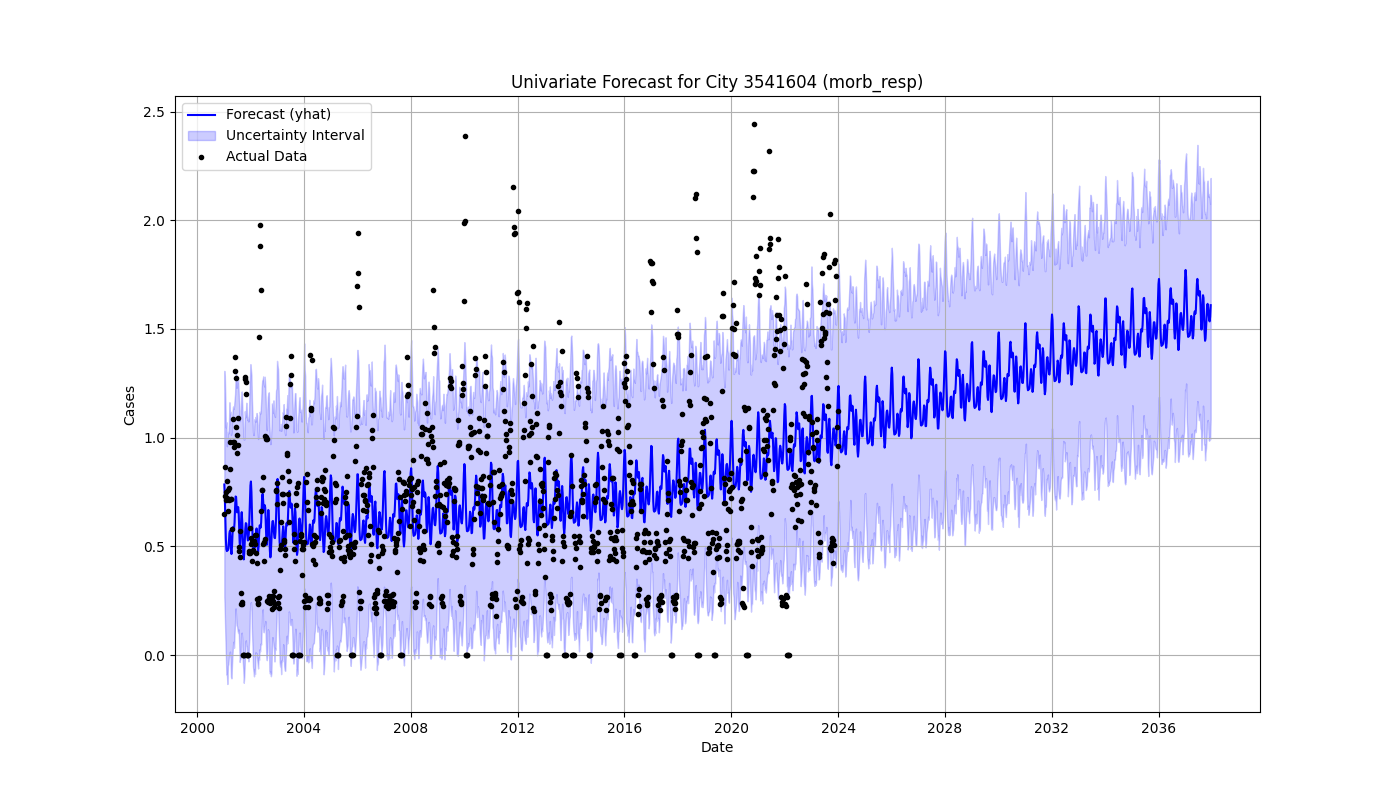 Univariate Forecast for City 3541604 (morb_resp)
Forecast (yhat)
Uncertainty Interval
Actual Data
2.5
2.0
1.5
1.0
0.5
0.0
Cases
2000 2004 2008 2012 2016 2020 2024 2028 2032 2036
Date